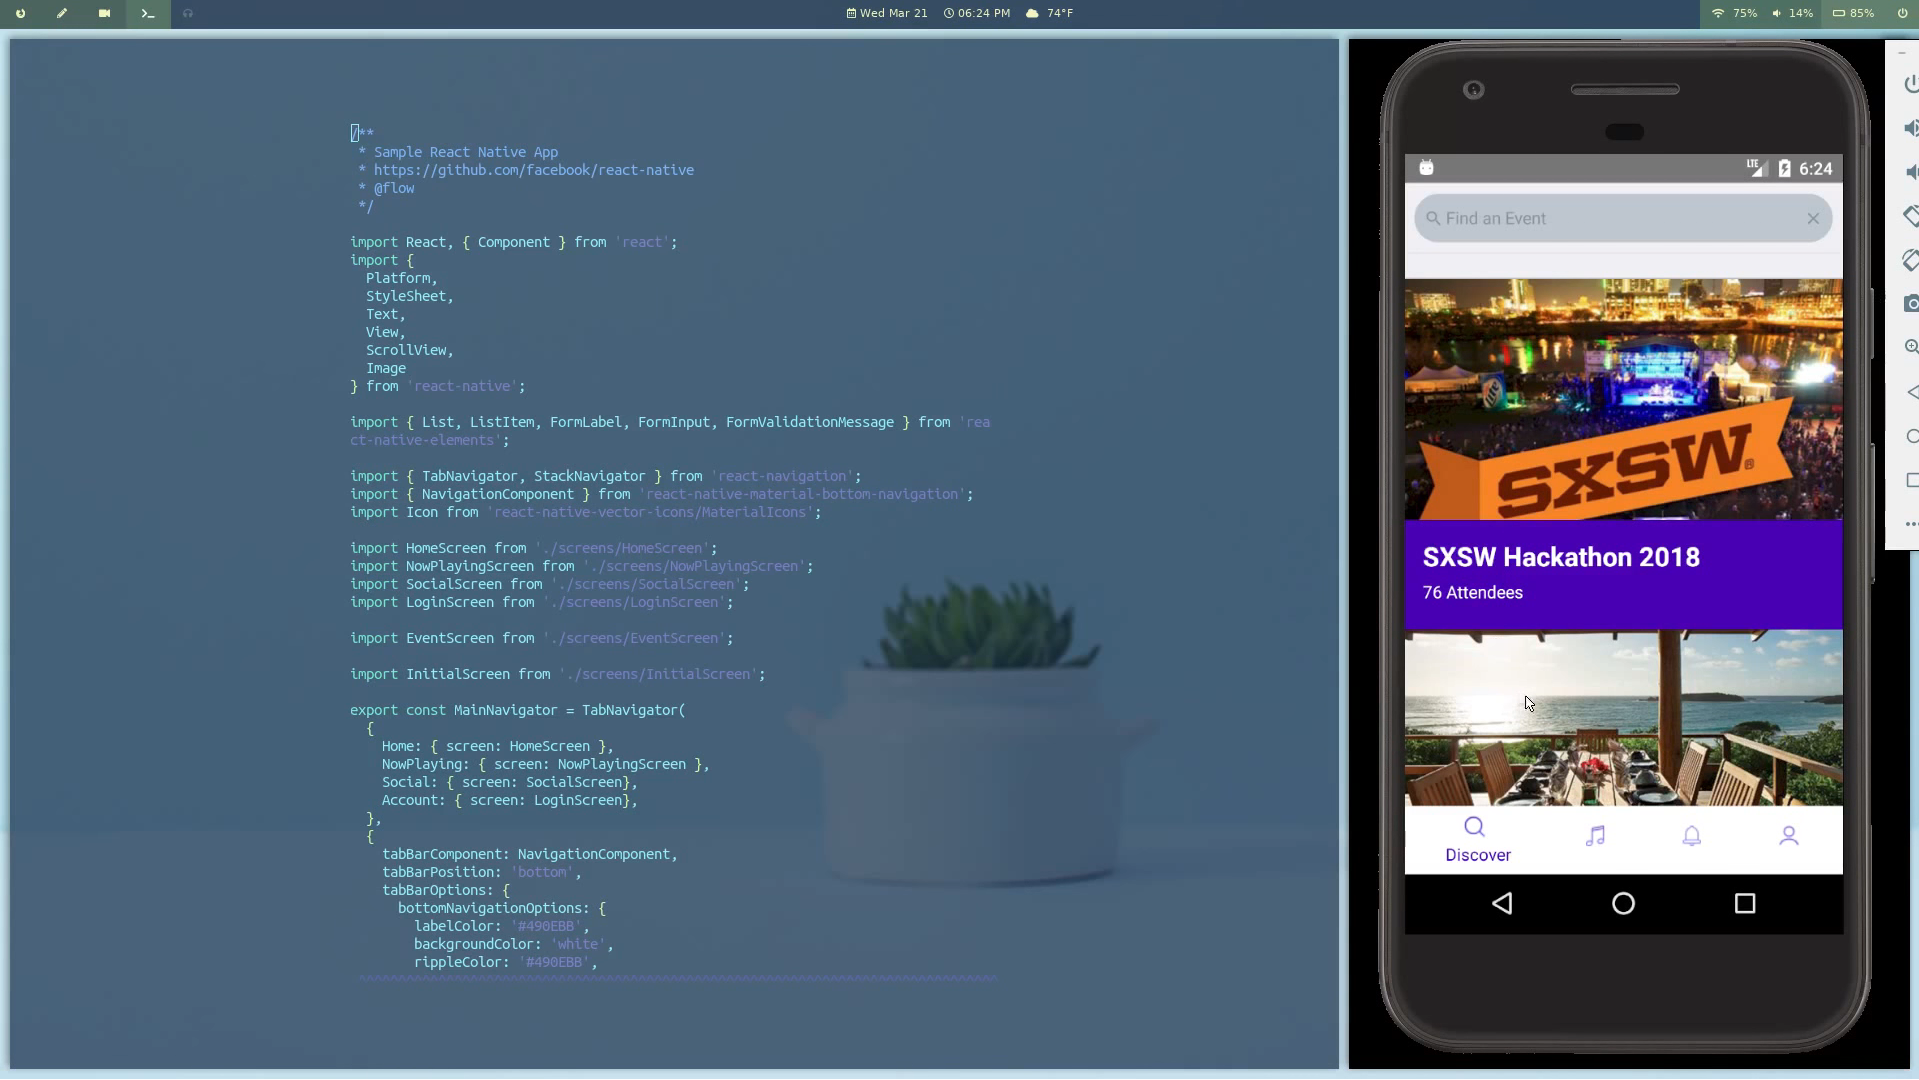 Wed Mar 21 06:24 PM 74°F
75% 14% 85%
/**
 * Sample React Native App
 * https://github.com/facebook/react-native
 * @flow
 */
import React, { Component } from 'react';
import {
  Platform,
  StyleSheet,
  Text,
  View,
  ScrollView,
  Image
} from 'react-native';
import { List, ListItem, FormLabel, FormInput, FormValidationMessage } from 'rea
ct-native-elements';
import { TabNavigator, StackNavigator } from 'react-navigation';
import { NavigationComponent } from 'react-native-material-bottom-navigation';
import Icon from 'react-native-vector-icons/MaterialIcons';
import HomeScreen from './screens/HomeScreen';
import NowPlayingScreen from './screens/NowPlayingScreen';
import SocialScreen from './screens/SocialScreen';
import LoginScreen from './screens/LoginScreen';
import EventScreen from './screens/EventScreen';
import InitialScreen from './screens/InitialScreen';
export const MainNavigator = TabNavigator(
  {
    Home: { screen: HomeScreen },
    NowPlaying: { screen: NowPlayingScreen },
    Social: { screen: SocialScreen},
    Account: { screen: LoginScreen},
  },
  {
    tabBarComponent: NavigationComponent,
    tabBarPosition: 'bottom',
    tabBarOptions: {
      bottomNavigationOptions: {
        labelColor: '#490EBB',
        backgroundColor: 'white',
        rippleColor: '#490EBB',
LTE 6:24
Find an Event
SXSW
SXSW Hackathon 2018
76 Attendees
Discover